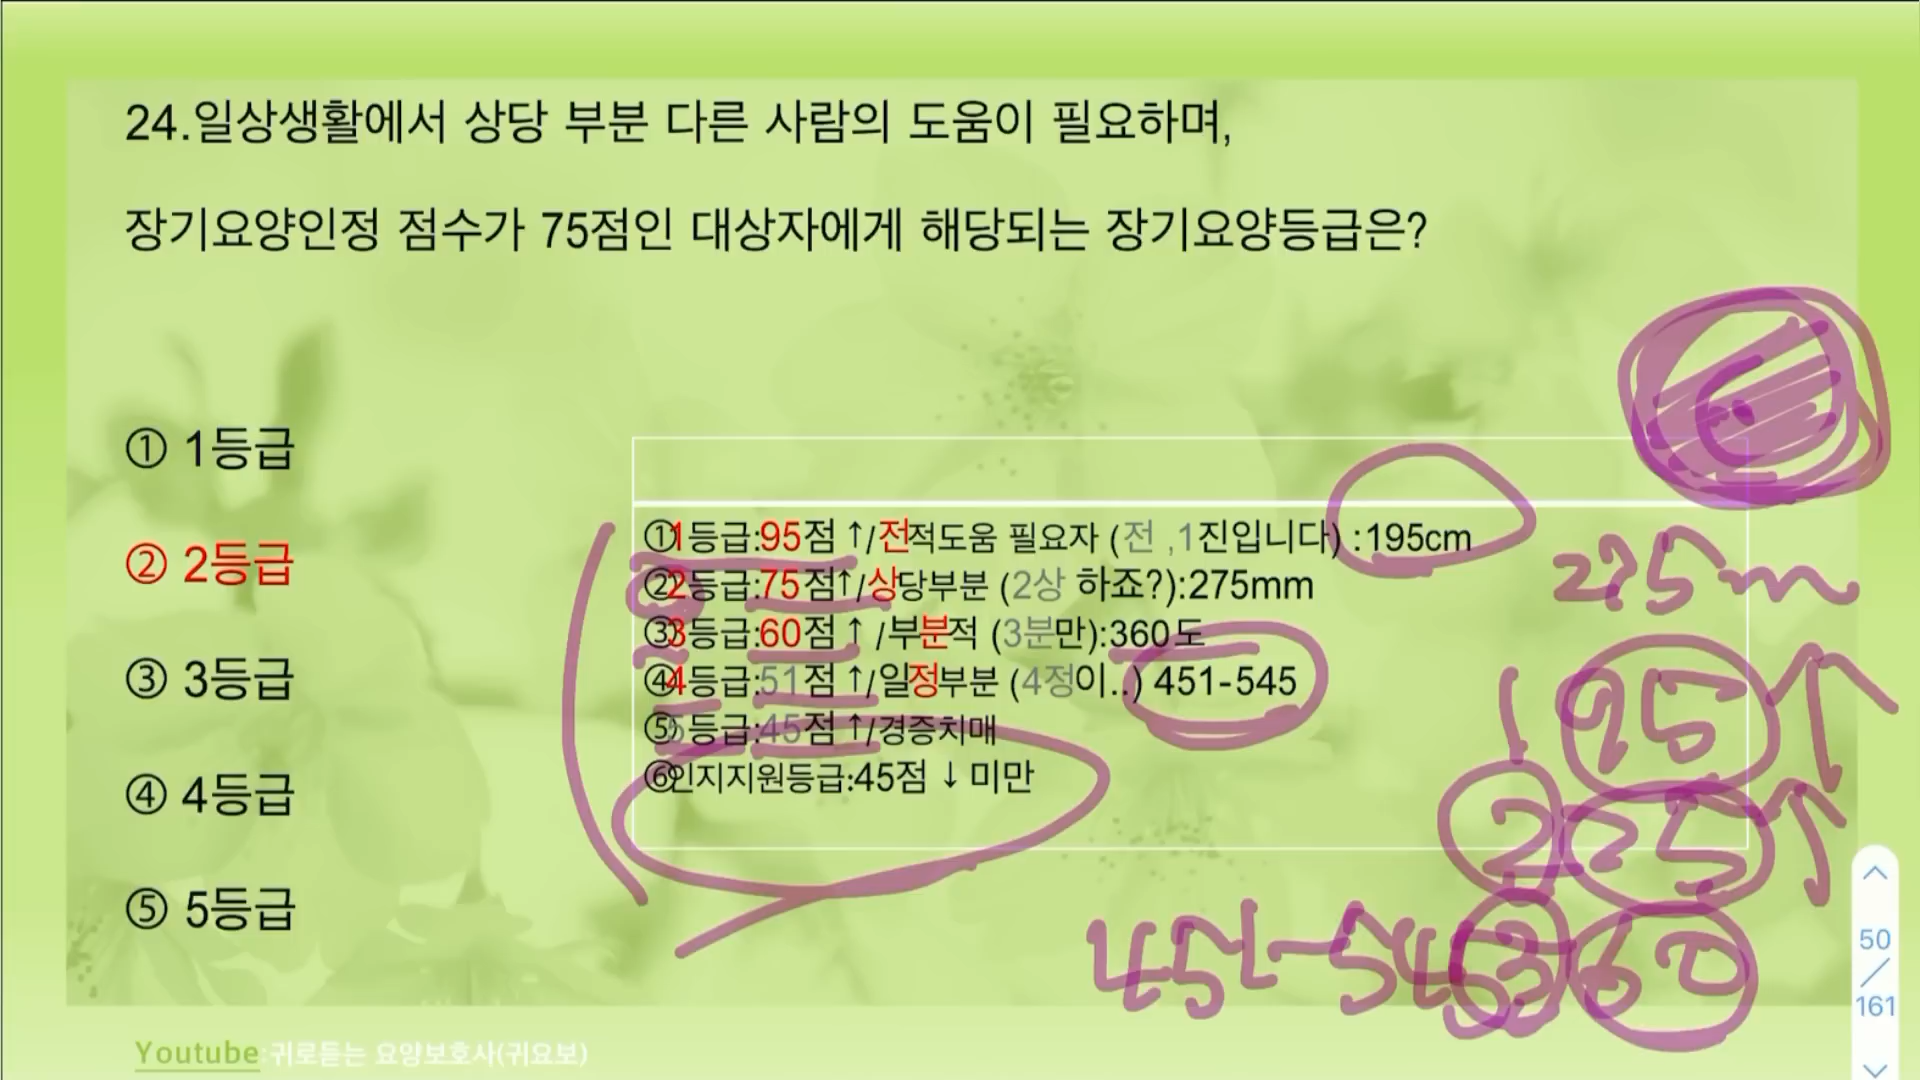 24.일상생활에서 상당 부분 다른 사람의 도움이 필요하며,
장기요양인정 점수가 75점인 대상자에게 해당되는 장기요양등급은?
① 1등급
② 2등급
③ 3등급
④ 4등급
⑤ 5등급
①1등급:95점 ↑/전적도움 필요자 (전 ,1진입니다) :195cm
②2등급:75점↑/상당부분 (2상 하죠?):275mm
③3등급:60점 ↑ /부분적 (3분만):360도
④4등급:51점 ↑/일정부분 (4정이..) 451-545
⑤5등급:45점 ↑/경증치매
⑥인지지원등급:45점 ↓ 미만
275m
1 95 ↑
2 75 ↑
451~545
3 60
50
/
161
Youtube:귀로듣는 요양보호사(귀요보)